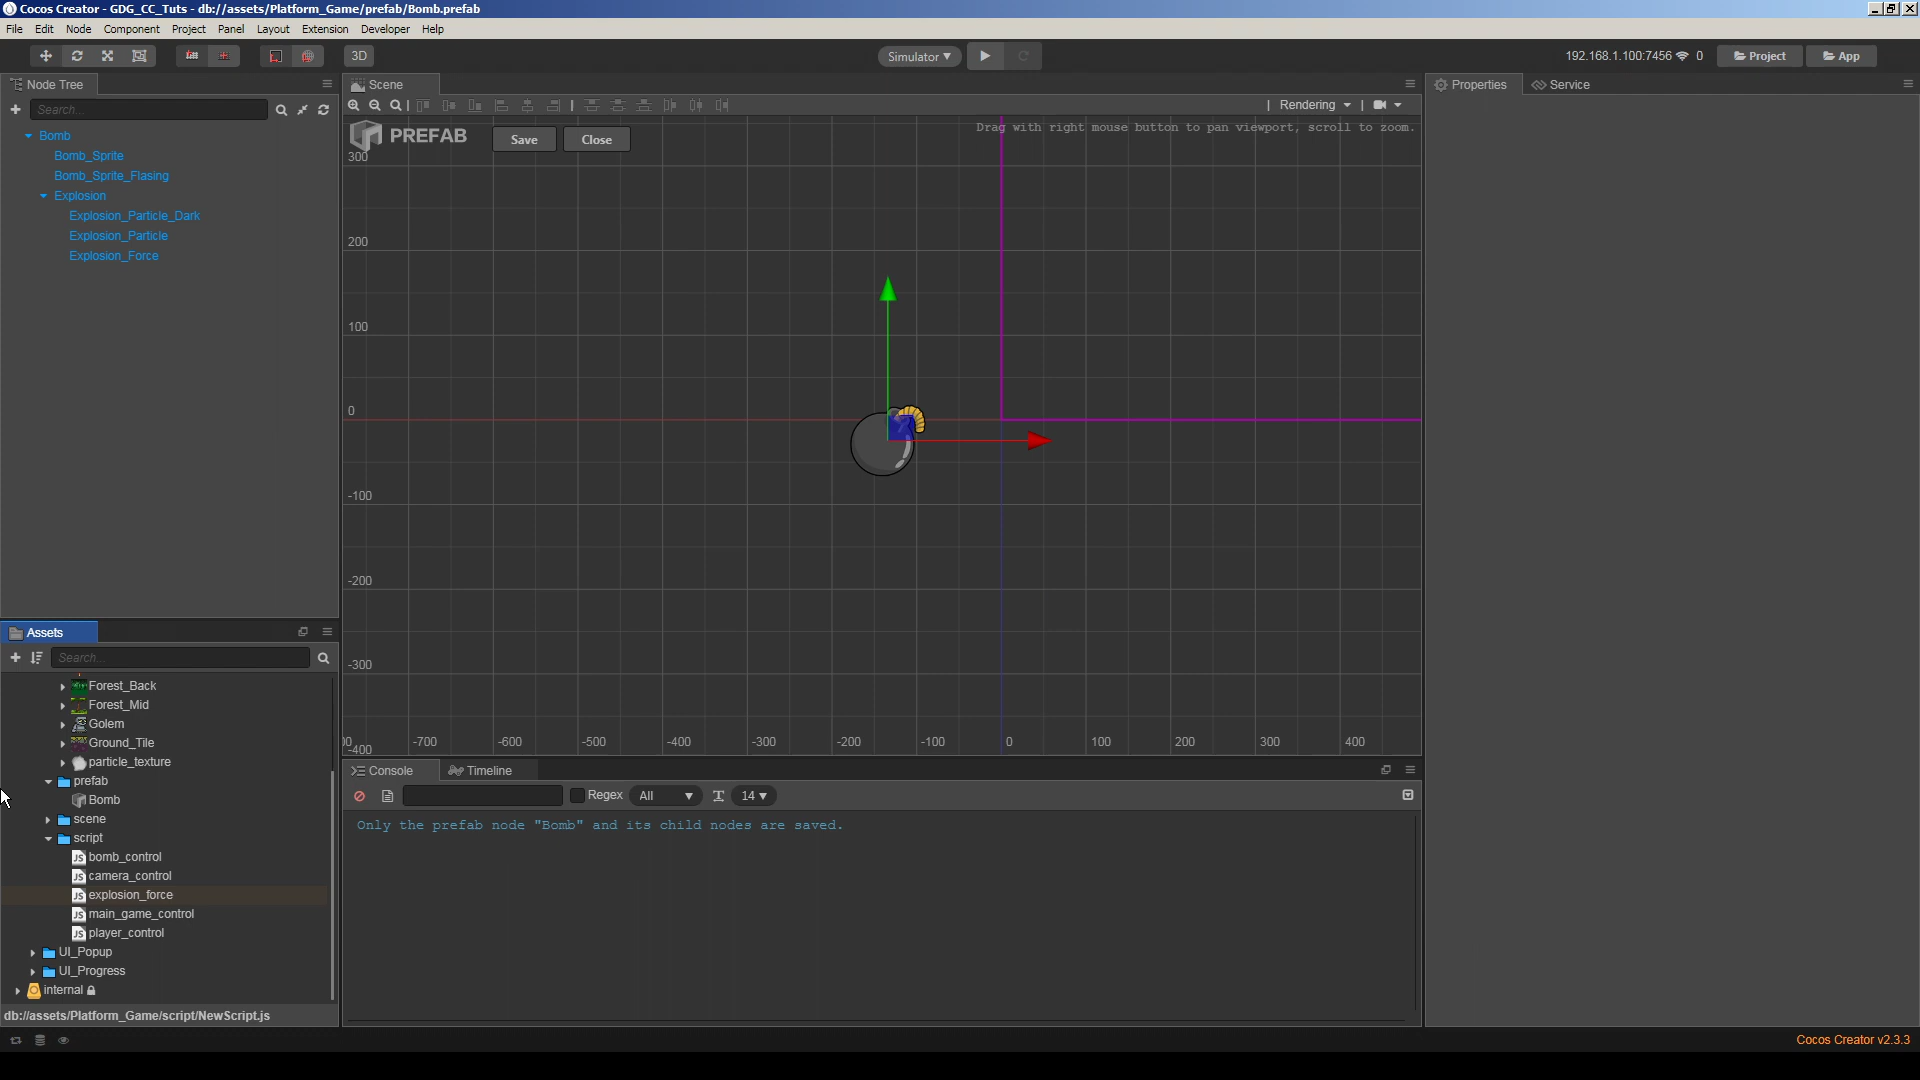 Cocos Creator - GDG_CC_Tuts - db://assets/Platform_Game/prefab/Bomb.prefab
File Edit Node Component Project Panel Layout Extension Developer Help
3D
Simulator
192.168.1.100:7456 0 Project App
Node Tree
Search...
Bomb
Bomb_Sprite
Bomb_Sprite_Flasing
Explosion
Explosion_Particle_Dark
Explosion_Particle
Explosion_Force
Scene
Rendering
PREFAB Save Close
Drag with right mouse button to pan viewport, scroll to zoom.
300
200
100
0
-100
-200
-300
-400
-700 -600 -500 -400 -300 -200 -100 0 100 200 300 400
Properties Service
Assets
Search...
Forest_Back
Forest_Mid
Golem
Ground_Tile
particle_texture
prefab
Bomb
scene
script
JS bomb_control
JS camera_control
JS explosion_force
JS main_game_control
JS player_control
UI_Popup
UI_Progress
internal
db://assets/Platform_Game/script/NewScript.js
Console Timeline
Regex All 14
Only the prefab node "Bomb" and its child nodes are saved.
Cocos Creator v2.3.3